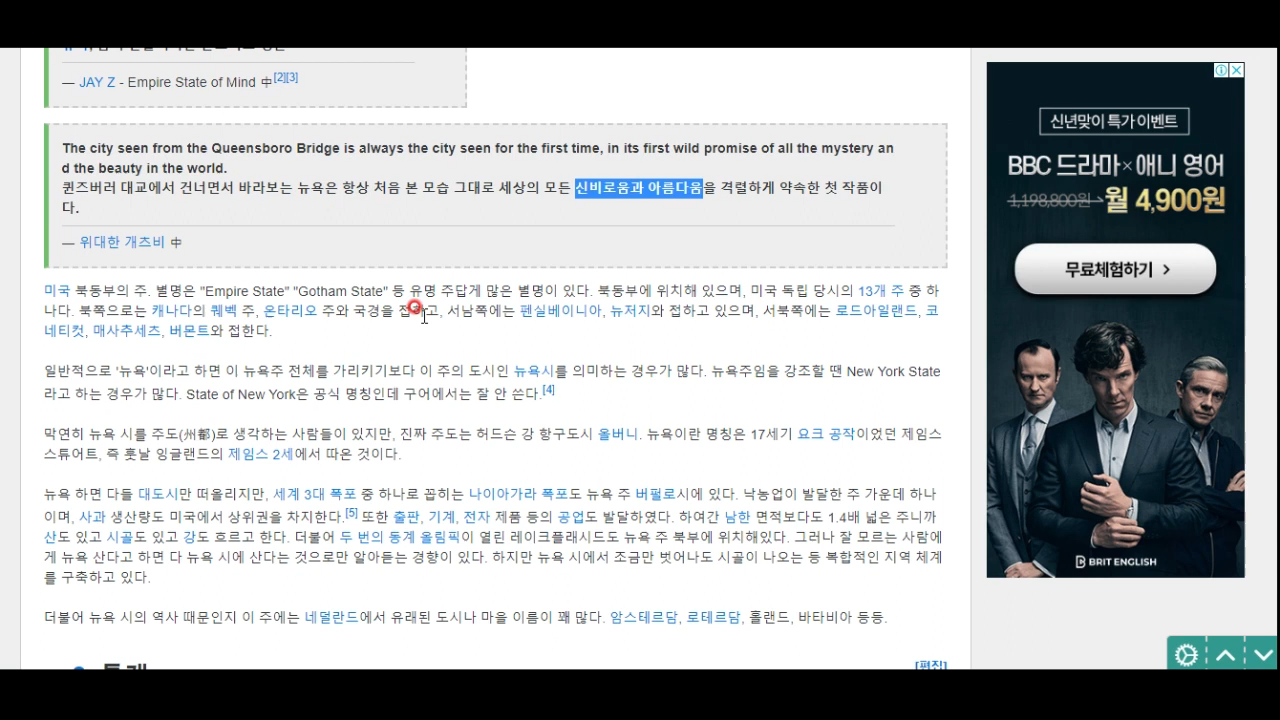 — JAY Z - Empire State of Mind 中[2][3]
The city seen from the Queensboro Bridge is always the city seen for the first time, in its first wild promise of all the mystery an
d the beauty in the world.
퀸즈버러 대교에서 건너면서 바라보는 뉴욕은 항상 처음 본 모습 그대로 세상의 모든 신비로움과 아름다움을 격렬하게 약속한 첫 작품이
다.
— 위대한 개츠비 中
미국 북동부의 주. 별명은 "Empire State" "Gotham State" 등 유명 주답게 많은 별명이 있다. 북동부에 위치해 있으며, 미국 독립 당시의 13개 주 중 하
나다. 북쪽으로는 캐나다의 퀘벡 주, 온타리오 주와 국경을 접하고, 서남쪽에는 펜실베이니아, 뉴저지와 접하고 있으며, 서북쪽에는 로드아일랜드, 코
네티컷, 매사추세츠, 버몬트와 접한다.
일반적으로 '뉴욕'이라고 하면 이 뉴욕주 전체를 가리키기보다 이 주의 도시인 뉴욕시를 의미하는 경우가 많다. 뉴욕주임을 강조할 땐 New York State
라고 하는 경우가 많다. State of New York은 공식 명칭인데 구어에서는 잘 안 쓴다.[4]
막연히 뉴욕 시를 주도(州都)로 생각하는 사람들이 있지만, 진짜 주도는 허드슨 강 항구도시 올버니. 뉴욕이란 명칭은 17세기 요크 공작이었던 제임스
스튜어트, 즉 훗날 잉글랜드의 제임스 2세에서 따온 것이다.
뉴욕 하면 다들 대도시만 떠올리지만, 세계 3대 폭포 중 하나로 꼽히는 나이아가라 폭포도 뉴욕 주 버펄로시에 있다. 낙농업이 발달한 주 가운데 하나
이며, 사과 생산량도 미국에서 상위권을 차지한다.[5] 또한 출판, 기계, 전자 제품 등의 공업도 발달하였다. 하여간 남한 면적보다도 1.4배 넓은 주니까
산도 있고 시골도 있고 강도 흐르고 한다. 더불어 두 번의 동계 올림픽이 열린 레이크플래시드도 뉴욕 주 북부에 위치해있다. 그러나 잘 모르는 사람에
게 뉴욕 산다고 하면 다 뉴욕 시에 산다는 것으로만 알아듣는 경향이 있다. 하지만 뉴욕 시에서 조금만 벗어나도 시골이 나오는 등 복합적인 지역 체계
를 구축하고 있다.
더불어 뉴욕 시의 역사 때문인지 이 주에는 네덜란드에서 유래된 도시나 마을 이름이 꽤 많다. 암스테르담, 로테르담, 홀랜드, 바타비아 등등.
[편집]
신년맞이 특가 이벤트
BBC 드라마×애니 영어
1,198,800원→월 4,900원
무료체험하기 >
BRIT ENGLISH